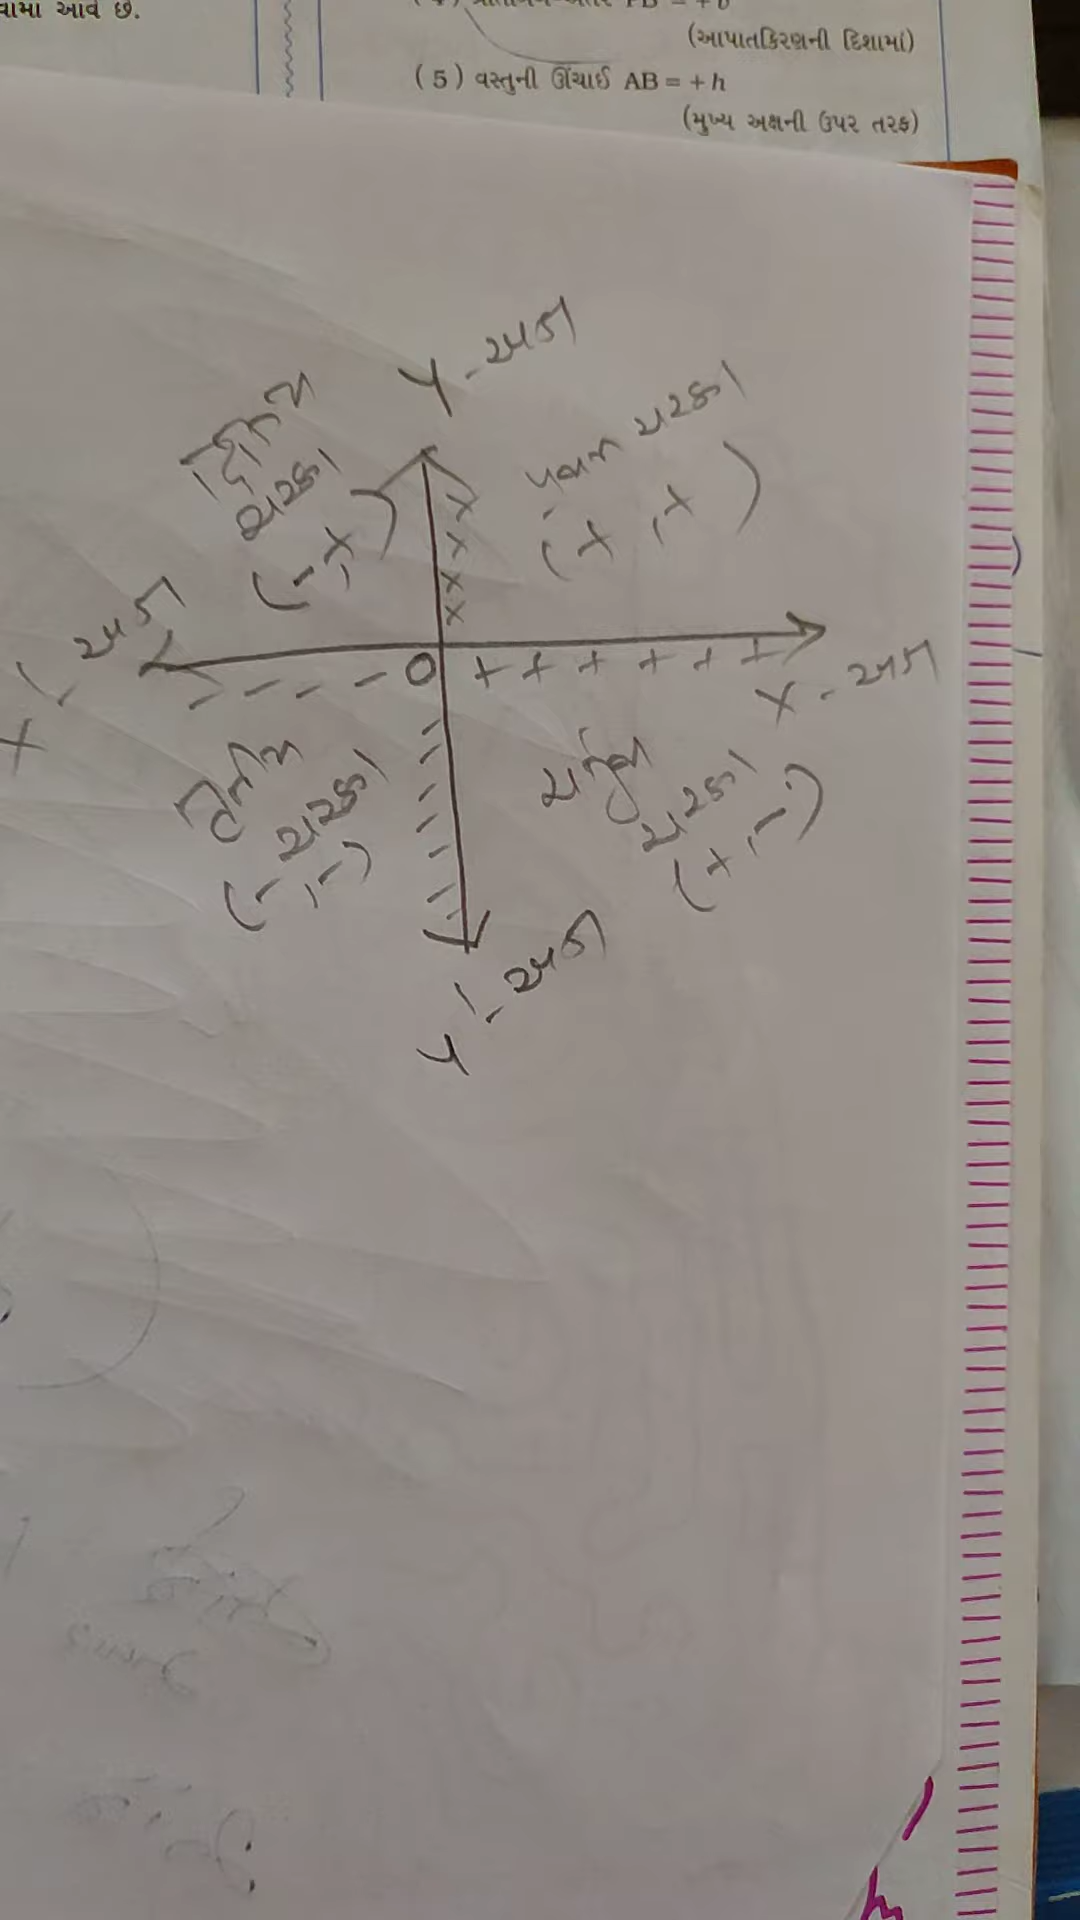 વામાં આવે છે.
(આપાતકિરણની દિશામાં)
(5) વસ્તુની ઊંચાઈ AB = + h
(મુખ્ય અક્ષની ઉપર તરફ)
Y - અક્ષ
દ્વિતીય
ચરણ
(-, +)
પ્રથમ ચરણ
(+, +)
X' - અક્ષ
O
+ + + + + +
- - - -
X - અક્ષ
તૃતીય
ચરણ
(-, -)
ચતુર્થ
ચરણ
(+, -)
Y' - અક્ષ